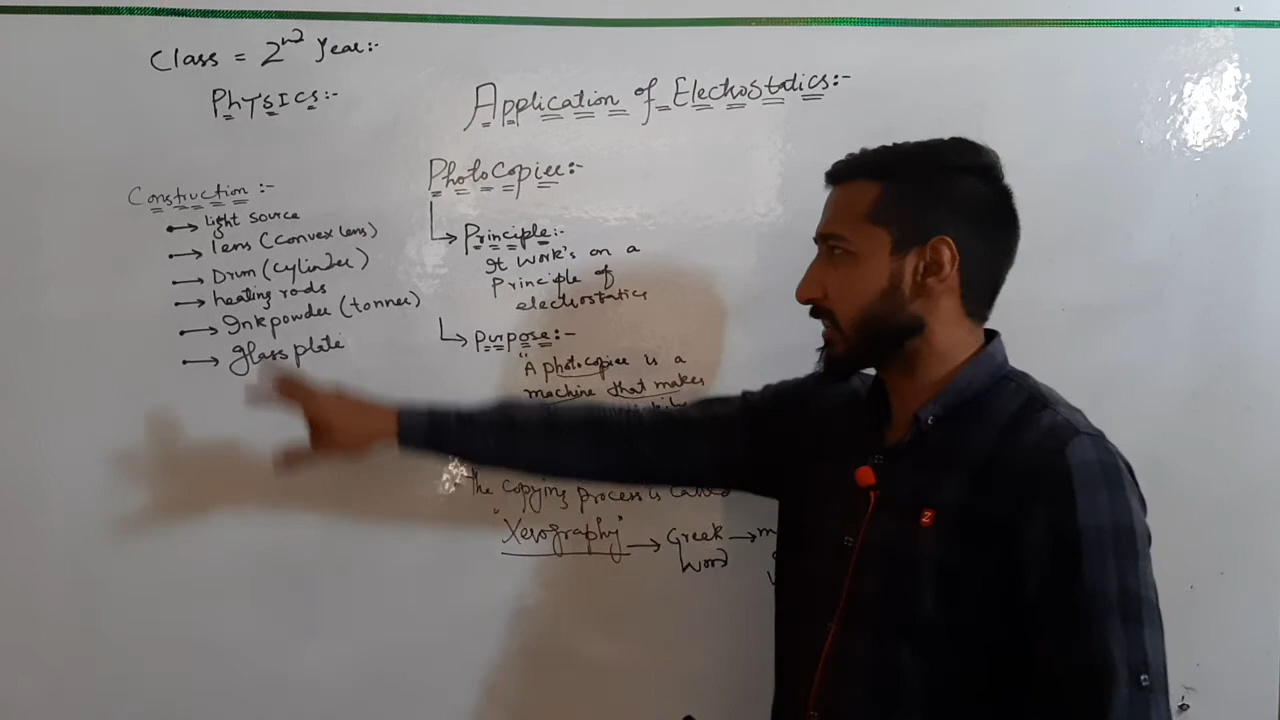 Class = 2nd Year:-
PhYSICS:-
Application of Electrostatics:-
Construction :-
light source
lens (convex lens)
Drum (cylinder)
heating rods
Ink powder (tonner)
glass plate
Photocopier:-
Principle:-
It work's on a
Principle of
electrostatics
Purpose:-
"A photocopier is a
machine that makes
The copying process is called
"Xerography" → Greek →
Word
Z